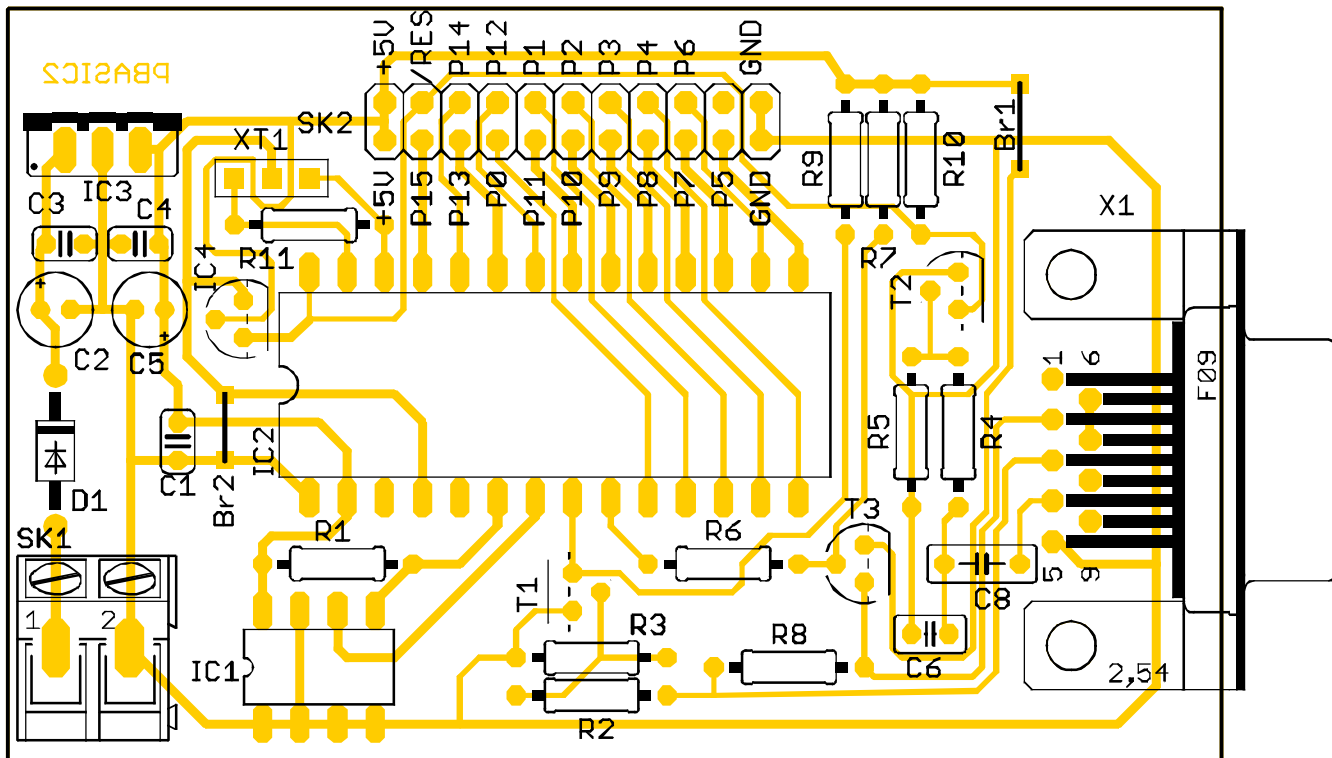 +5V
/RES
P14
P12
P1
P2
P3
P4
P6
GND
PBASIC2
SK2
XT1
IC3
C3
C4
+5V
P15
P13
P0
P11
P10
P9
P8
P7
P5
GND
R9
R10
Br1
X1
R11
IC4
R7
T2
+
+
C2
C5
1
6
F09
D1
C1
Br2
IC2
R5
R4
SK1
R1
R6
T3
1
2
T1
C8
5
9
R3
R8
C6
IC1
R2
2,54